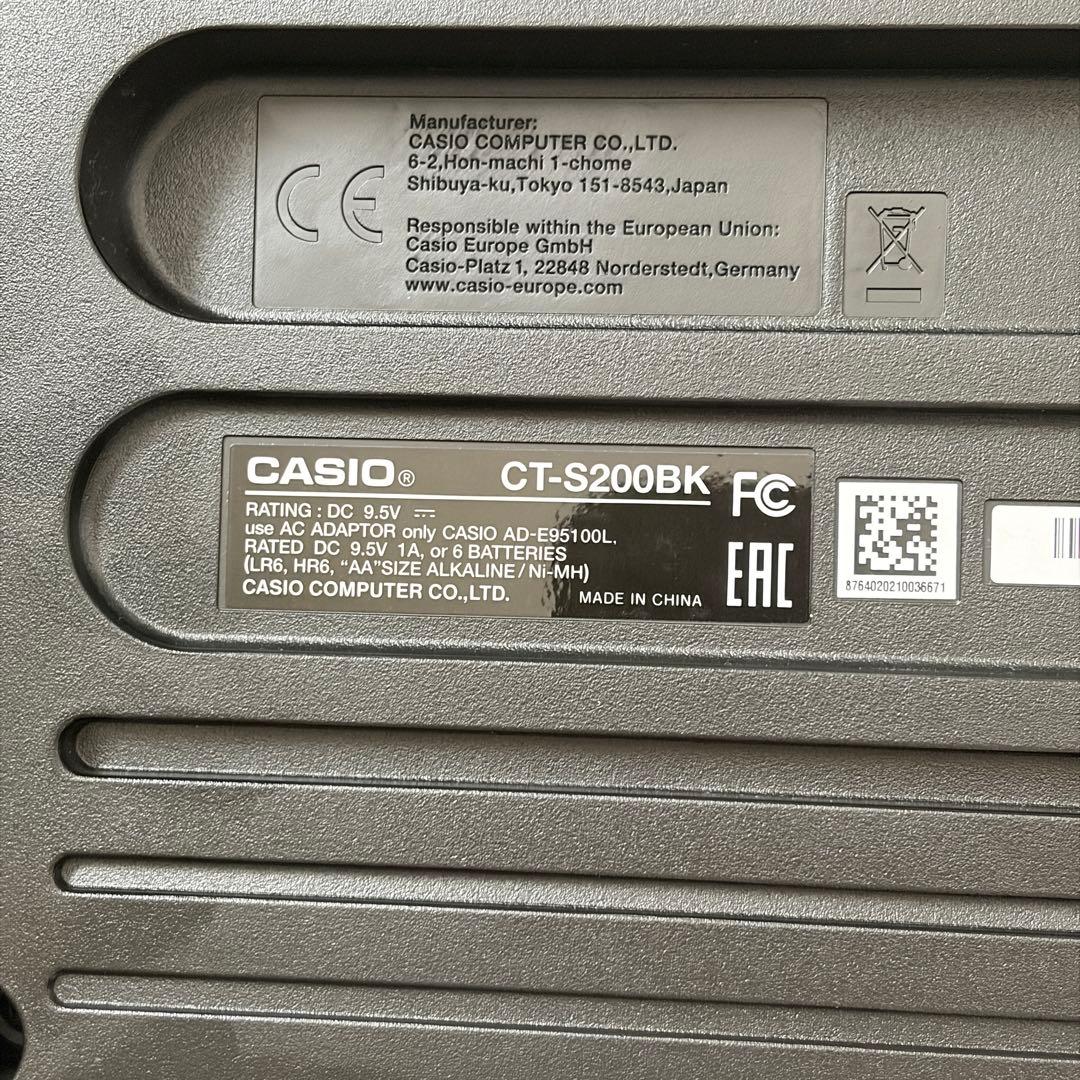 Manufacturer:
CASIO COMPUTER CO.,LTD.
6-2,Hon-machi 1-chome
Shibuya-ku,Tokyo 151-8543,Japan
Responsible within the European Union:
Casio Europe GmbH
Casio-Platz 1, 22848 Norderstedt,Germany
www.casio-europe.com
CE
CASIO® CT-S200BK
RATING : DC 9.5V ⎓
use AC ADAPTOR only CASIO AD-E95100L,
RATED DC 9.5V 1A, or 6 BATTERIES
(LR6, HR6, “AA”SIZE ALKALINE / Ni-MH)
CASIO COMPUTER CO.,LTD.
MADE IN CHINA
FC
EAC
8764020210036671